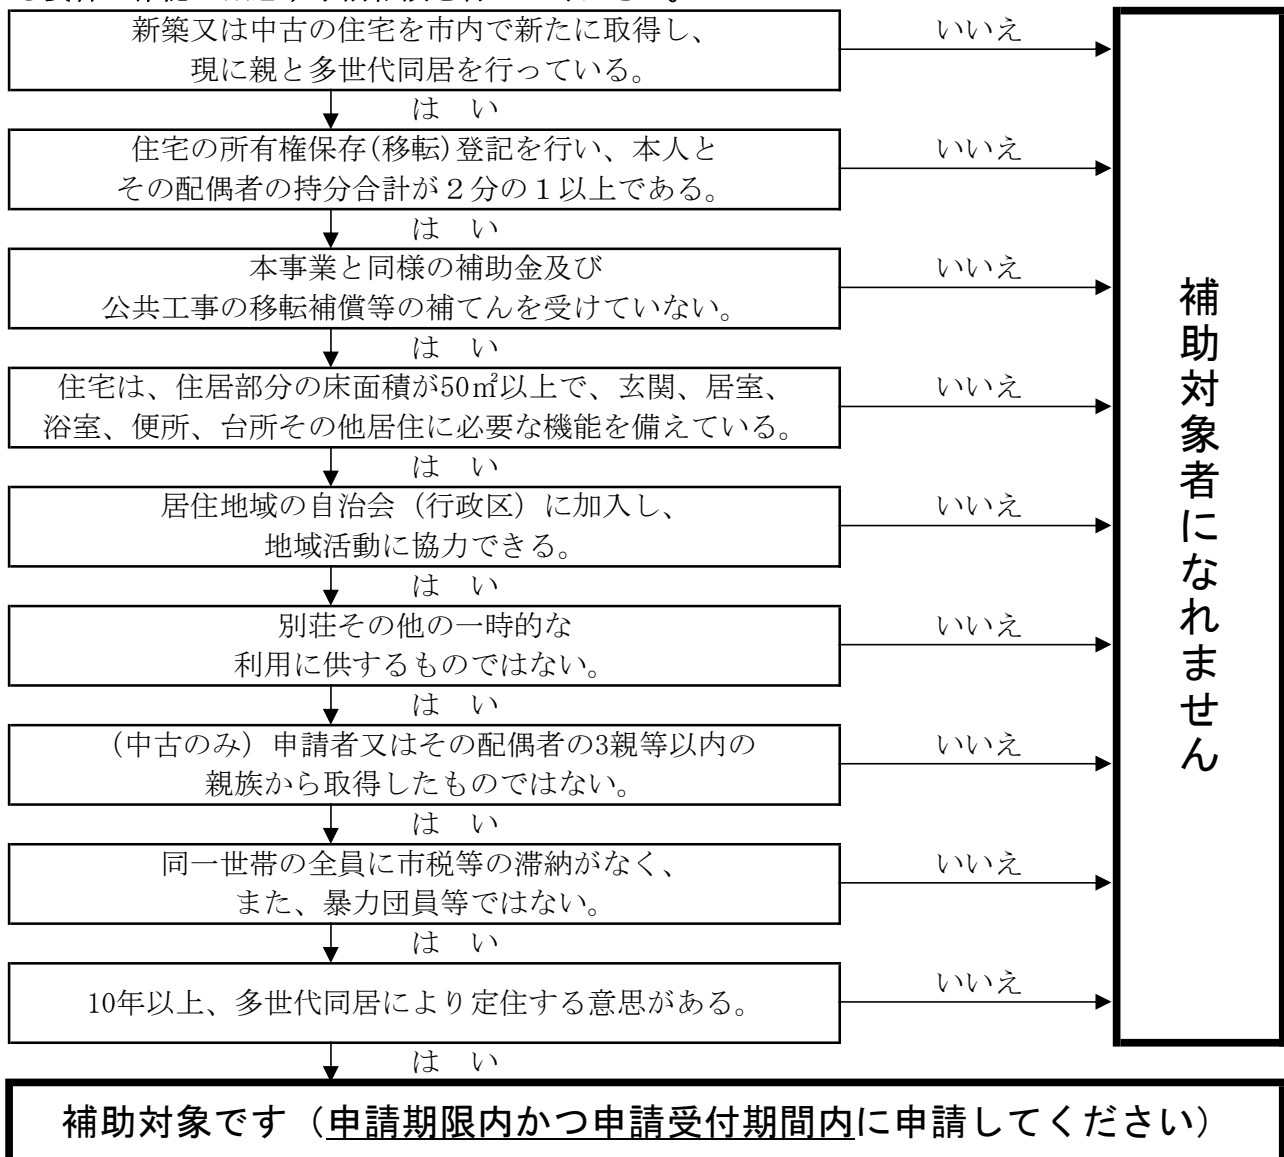 新築又は中古の住宅を市内で新たに取得し、
現に親と多世代同居を行っている。
いいえ
はい
住宅の所有権保存(移転)登記を行い、本人と
その配偶者の持分合計が２分の１以上である。
いいえ
はい
本事業と同様の補助金及び
公共工事の移転補償等の補てんを受けていない。
いいえ
はい
住宅は、住居部分の床面積が50㎡以上で、玄関、居室、
浴室、便所、台所その他居住に必要な機能を備えている。
いいえ
はい
居住地域の自治会（行政区）に加入し、
地域活動に協力できる。
いいえ
はい
別荘その他の一時的な
利用に供するものではない。
いいえ
はい
（中古のみ）申請者又はその配偶者の3親等以内の
親族から取得したものではない。
いいえ
はい
同一世帯の全員に市税等の滞納がなく、
また、暴力団員等ではない。
いいえ
はい
10年以上、多世代同居により定住する意思がある。
いいえ
はい
補助対象者になれません
補助対象です（申請期限内かつ申請受付期間内に申請してください）